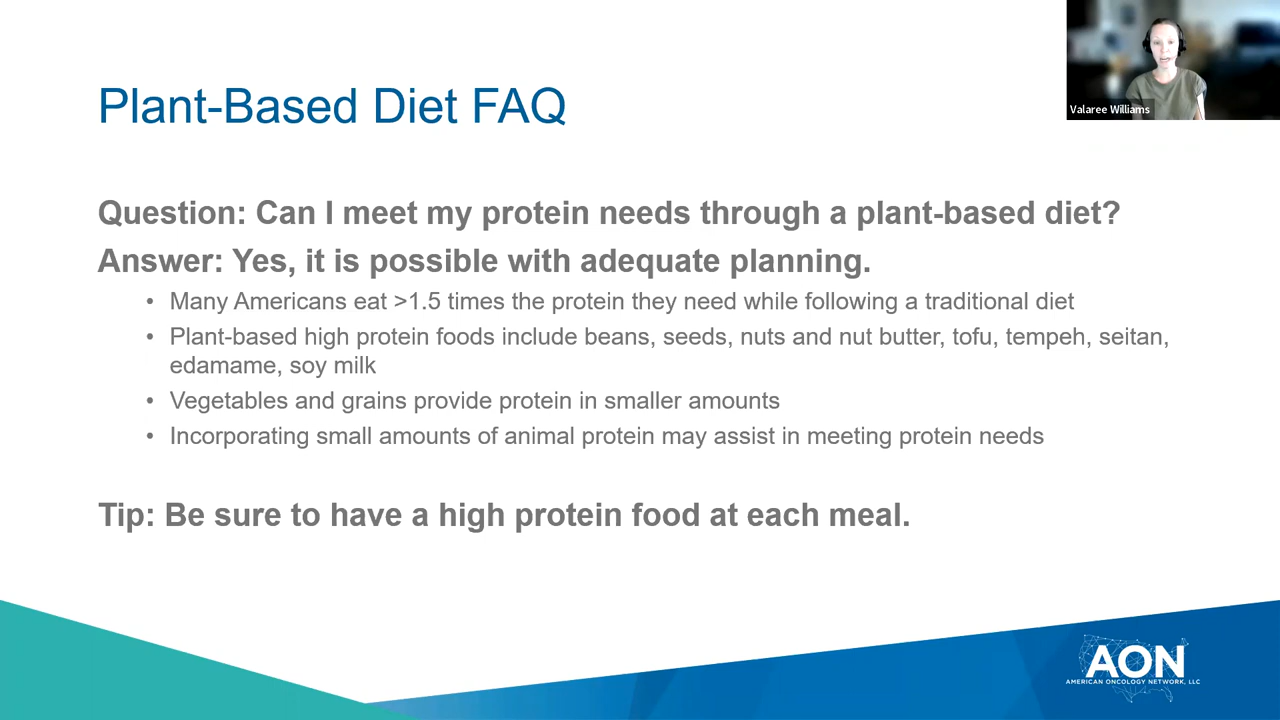 Plant-Based Diet FAQ
Valaree Williams
Question: Can I meet my protein needs through a plant-based diet?
Answer: Yes, it is possible with adequate planning.
• Many Americans eat >1.5 times the protein they need while following a traditional diet
• Plant-based high protein foods include beans, seeds, nuts and nut butter, tofu, tempeh, seitan,
edamame, soy milk
• Vegetables and grains provide protein in smaller amounts
• Incorporating small amounts of animal protein may assist in meeting protein needs
Tip: Be sure to have a high protein food at each meal.
AON
AMERICAN ONCOLOGY NETWORK, LLC